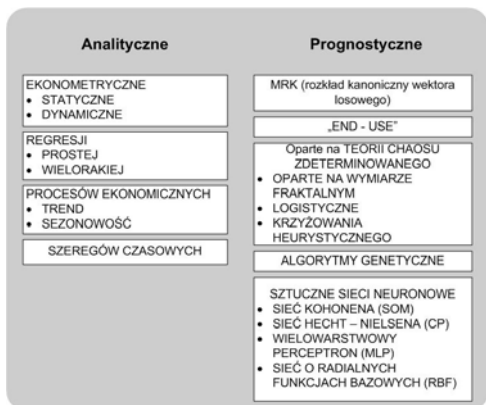 Analityczne
EKONOMETRYCZNE
• STATYCZNE
• DYNAMICZNE
REGRESJI
• PROSTEJ
• WIELORAKIEJ
PROCESÓW EKONOMICZNYCH
• TREND
• SEZONOWOŚĆ
SZEREGÓW CZASOWYCH
Prognostyczne
MRK (rozkład kanoniczny wektora
losowego)
„END - USE”
Oparte na TEORII CHAOSU
ZDETERMINOWANEGO
• OPARTE NA WYMIARZE
FRAKTALNYM
• LOGISTYCZNE
• KRZYŻOWANIA
HEURYSTYCZNEGO
ALGORYTMY GENETYCZNE
SZTUCZNE SIECI NEURONOWE
• SIEĆ KOHONENA (SOM)
• SIEĆ HECHT – NIELSENA (CP)
• WIELOWARSTWOWY
PERCEPTRON (MLP)
• SIEĆ O RADIALNYCH
FUNKCJACH BAZOWYCH (RBF)